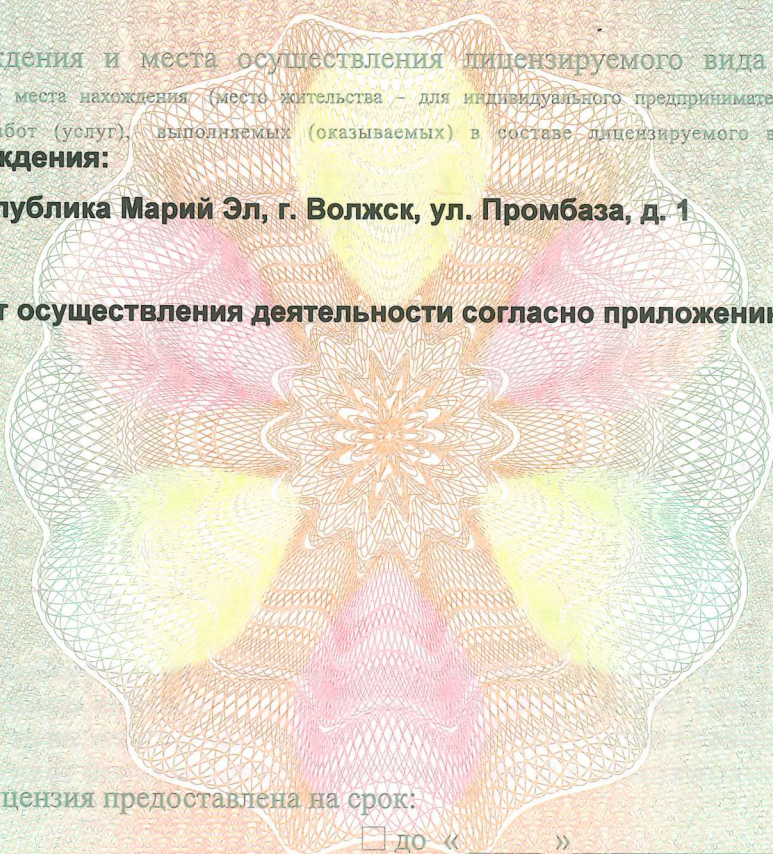 ждения и места осуществления лицензируемого вида
места нахождения (место жительства – для индивидуального предпринимате
абот (услуг), выполняемых (оказываемых) в составе лицензируемого в
ждения:
публика Марий Эл, г. Волжск, ул. Промбаза, д. 1
т осуществления деятельности согласно приложени
цензия предоставлена на срок:
до « »